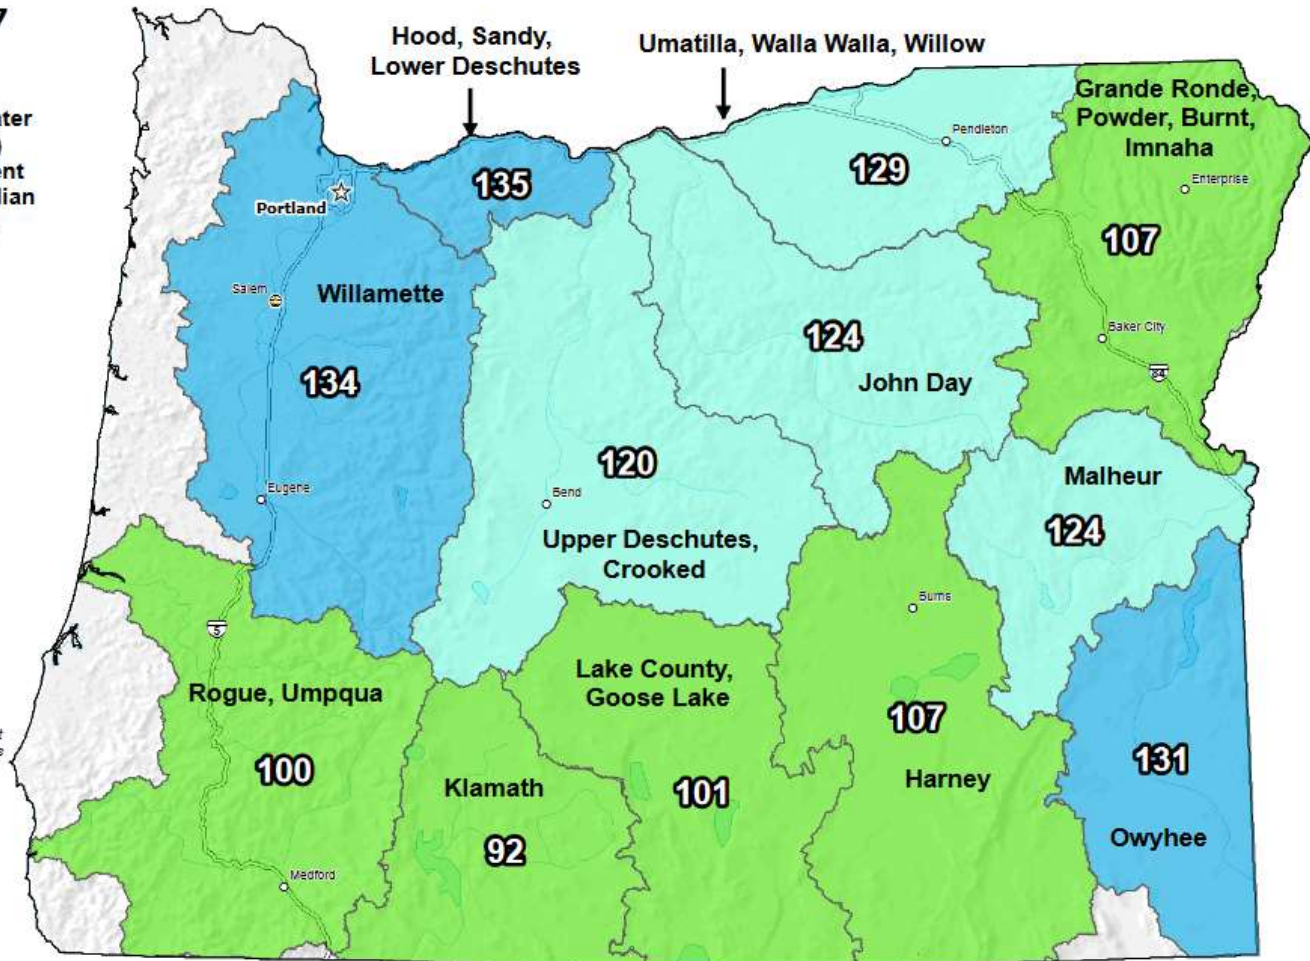 Hood, Sandy,
Lower Deschutes
Umatilla, Walla Walla, Willow
Grande Ronde,
Powder, Burnt,
Imnaha
Pendleton
129
Enterprise
135
Portland
107
Salem
Willamette
124
Baker City
84
134
John Day
120
Malheur
Eugene
Bend
124
Upper Deschutes,
Crooked
Burns
5
Lake County,
Goose Lake
Rogue, Umpqua
107
100
Klamath
101
Harney
131
92
Owyhee
Medford